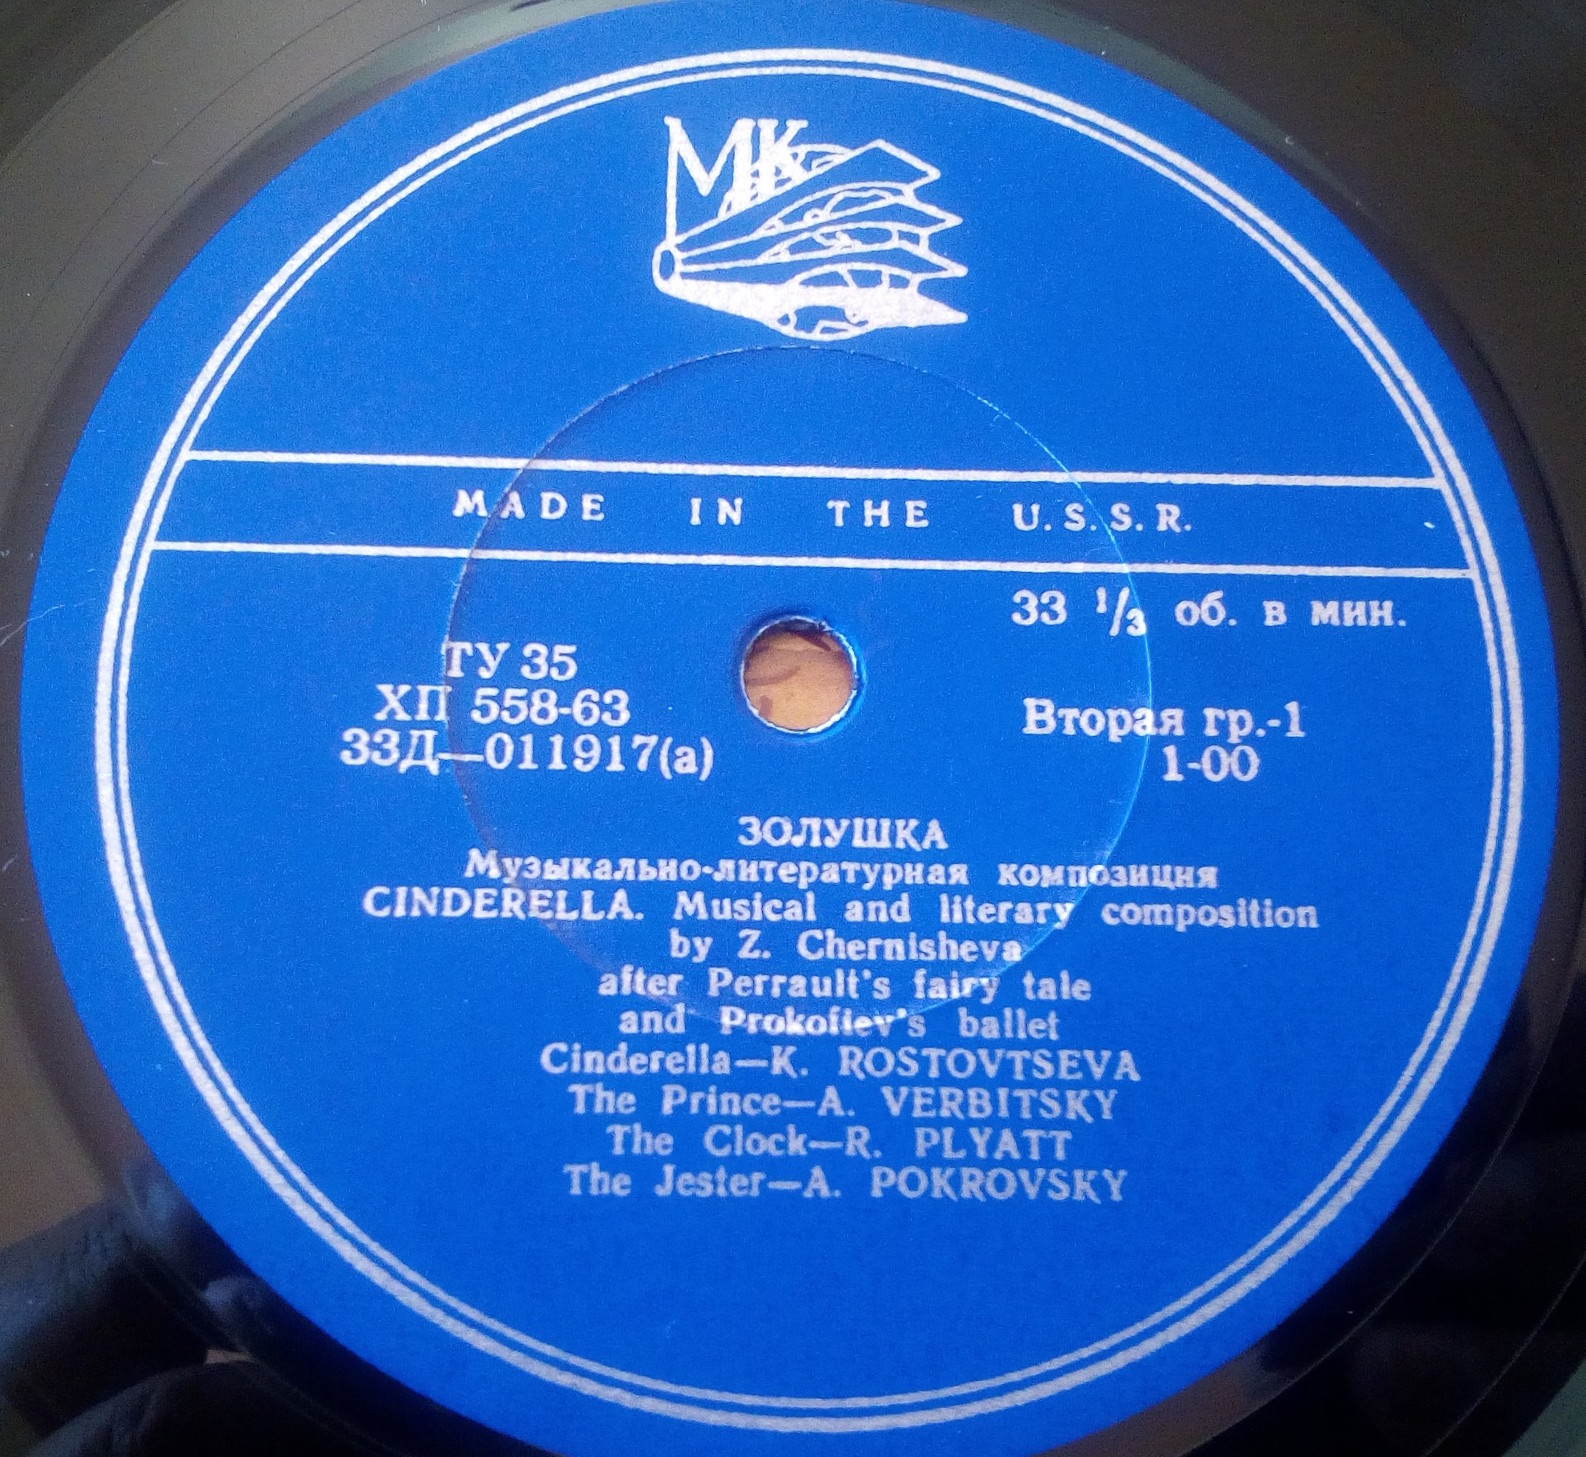 МК
MADE IN THE U.S.S.R.
33 1/3 об. в мин.
ТУ 35
ХП 558-63
33Д—011917(а)
Вторая гр.-1
1-00
ЗОЛУШКА
Музыкально-литературная композиция
CINDERELLA. Musical and literary composition
by Z. Chernisheva
after Perrault's fairy tale
and Prokofiev's ballet
Cinderella—K. ROSTOVTSEVA
The Prince—A. VERBITSKY
The Clock—R. PLYATT
The Jester—A. POKROVSKY